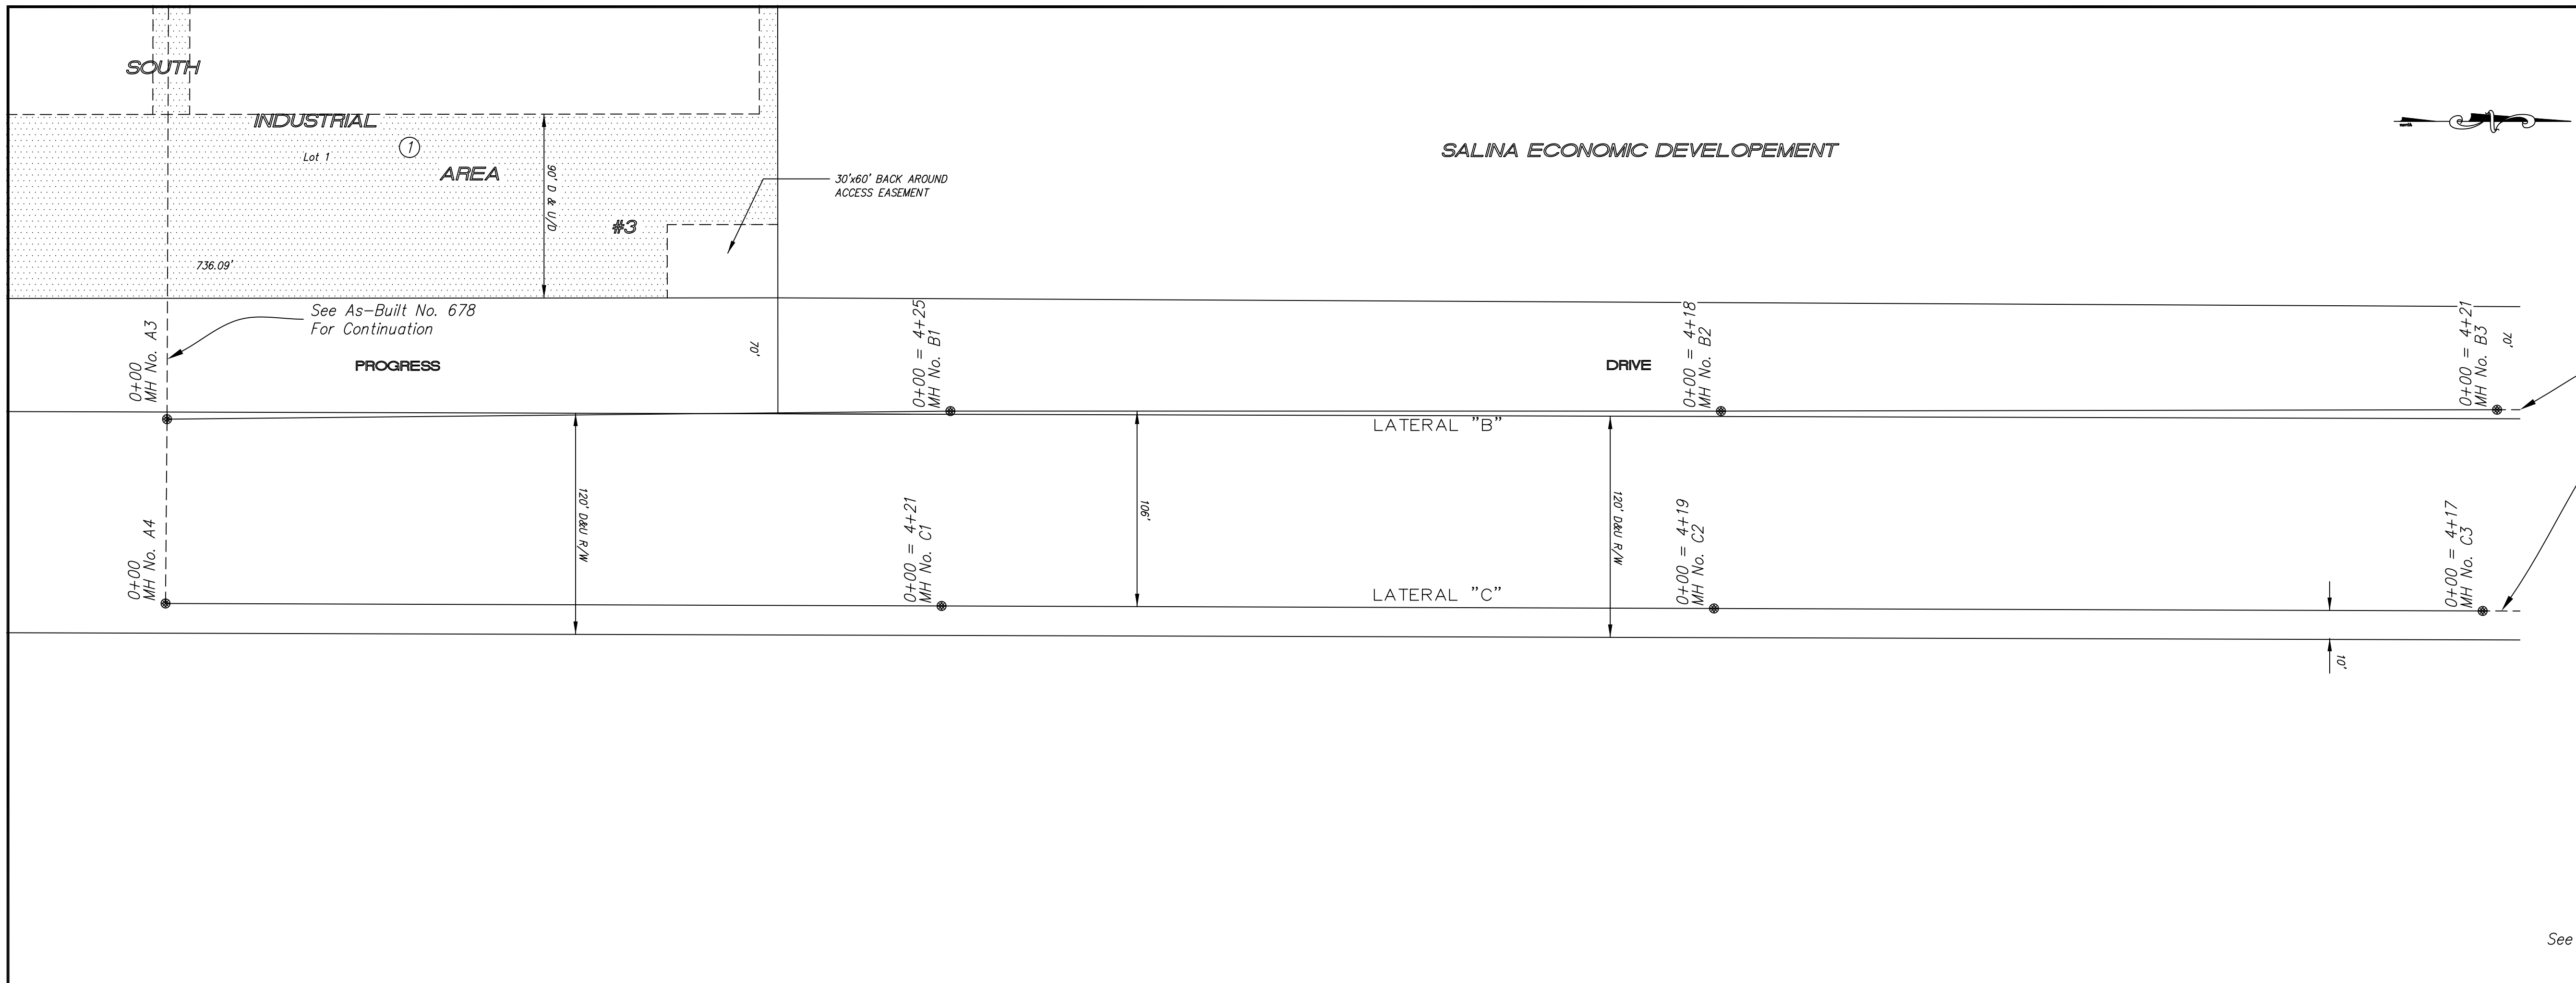 SOUTH
INDUSTRIAL
Lot 1
1
AREA
90' D & U/D
#3
736.09'
30'x60' BACK AROUND
ACCESS EASEMENT
SALINA ECONOMIC DEVELOPEMENT
See As-Built No. 678
For Continuation
PROGRESS
DRIVE
70'
70'
0+00
MH No. A3
0+00 = 4+25
MH No. B1
0+00 = 4+18
MH No. B2
0+00 = 4+21
MH No. B3
LATERAL "B"
120' D&U R/W
106'
120' D&U R/W
0+00
MH No. A4
0+00 = 4+21
MH No. C1
0+00 = 4+19
MH No. C2
0+00 = 4+17
MH No. C3
LATERAL "C"
10'
See